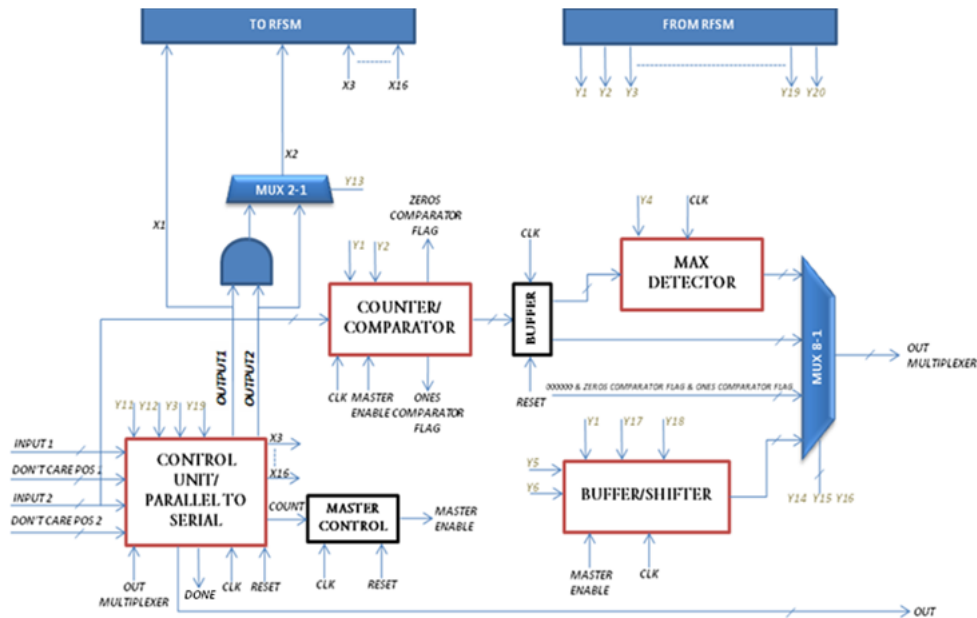 TO RFSM
FROM RFSM
X3
X16
Y1
Y2
Y3
Y19
Y20
X2
MUX 2-1
Y13
X1
ZEROS
COMPARATOR
FLAG
Y1
Y2
CLK
Y4
CLK
MAX
DETECTOR
COUNTER/
COMPARATOR
BUFFER
MUX 8-1
OUT
MULTIPLEXER
OUTPUT1
OUTPUT2
CLK
MASTER
ENABLE
ONES
COMPARATOR
FLAG
RESET
000000 & ZEROS COMPARATOR FLAG & ONES COMPARATOR FLAG
Y11
Y12
Y3
Y19
Y1
Y17
Y18
INPUT 1
DON'T CARE POS 1
INPUT 2
DON'T CARE POS 2
CONTROL
UNIT/
PARALLEL TO
SERIAL
X3
X16
COUNT
MASTER
CONTROL
MASTER
ENABLE
Y5
Y6
BUFFER/SHIFTER
Y14
Y15
Y16
OUT
MULTIPLEXER
DONE
CLK
RESET
CLK
RESET
MASTER
ENABLE
CLK
OUT